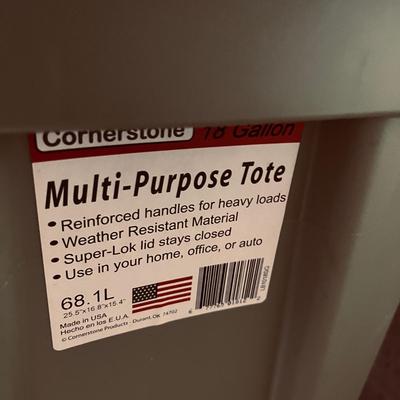 Cornerstone 18 Gallon
Multi-Purpose Tote
• Reinforced handles for heavy loads
• Weather Resistant Material
• Super-Lok lid stays closed
• Use in your home, office, or auto
68.1L
25.5"x16.8"x15.4"
Made in USA
Hecho en los E.U.A.
© Cornerstone Products - Durant, OK 74702